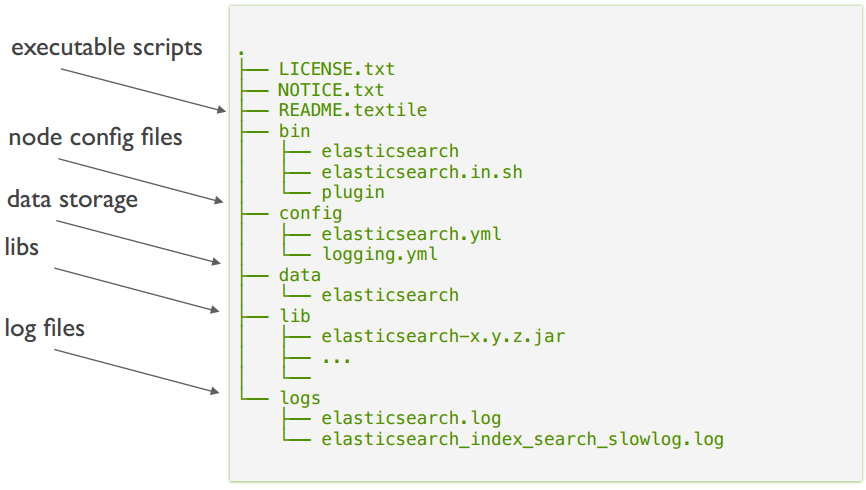 executable scripts
node config files
data storage
libs
log files
.
├── LICENSE.txt
├── NOTICE.txt
├── README.textile
├── bin
│   ├── elasticsearch
│   ├── elasticsearch.in.sh
│   └── plugin
├── config
│   ├── elasticsearch.yml
│   └── logging.yml
├── data
│   └── elasticsearch
├── lib
│   ├── elasticsearch-x.y.z.jar
│   ├── ...
│   └──
└── logs
    ├── elasticsearch.log
    └── elasticsearch_index_search_slowlog.log